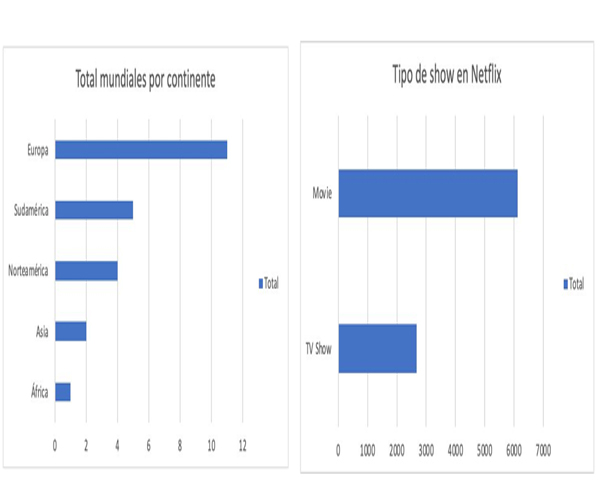 Total mundiales por continente
Europa
Sudamérica
Norteamérica
Asia
África
0 2 4 6 8 10 12
Total
Tipo de show en Netflix
Movie
TV Show
0 1000 2000 3000 4000 5000 6000 7000
Total